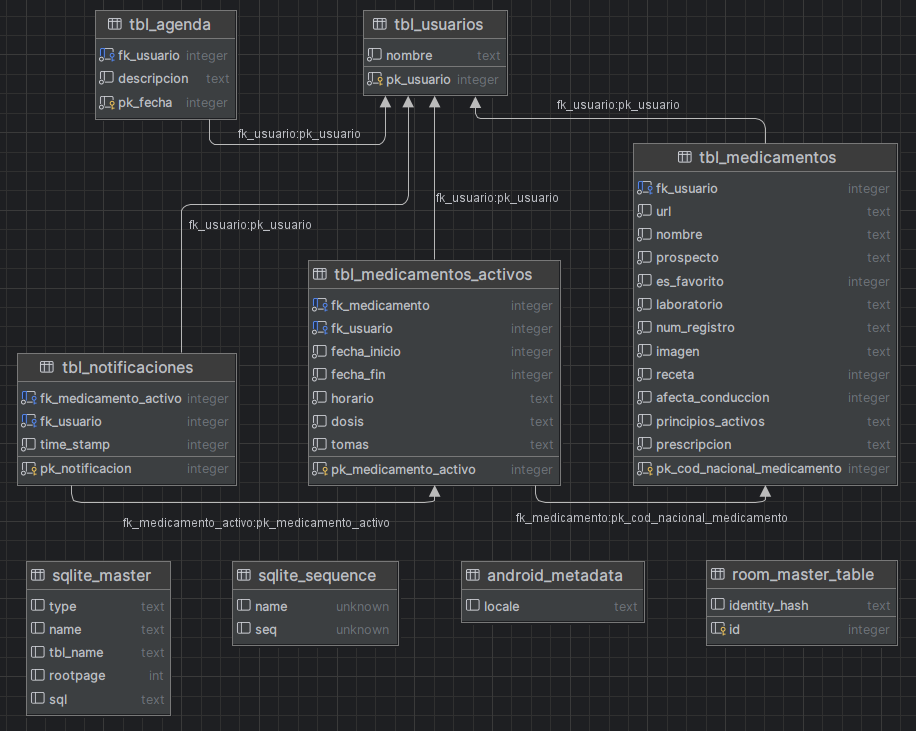 tbl_agenda
fk_usuario integer
descripcion text
pk_fecha integer
tbl_usuarios
nombre text
pk_usuario integer
fk_usuario:pk_usuario
fk_usuario:pk_usuario
fk_usuario:pk_usuario
fk_usuario:pk_usuario
tbl_medicamentos
fk_usuario integer
url text
nombre text
prospecto text
es_favorito integer
laboratorio text
num_registro text
imagen text
receta integer
afecta_conduccion integer
principios_activos text
prescripcion text
pk_cod_nacional_medicamento integer
tbl_medicamentos_activos
fk_medicamento integer
fk_usuario integer
fecha_inicio integer
fecha_fin integer
horario text
dosis text
tomas text
pk_medicamento_activo integer
tbl_notificaciones
fk_medicamento_activo integer
fk_usuario integer
time_stamp integer
pk_notificacion integer
fk_medicamento_activo:pk_medicamento_activo
fk_medicamento:pk_cod_nacional_medicamento
sqlite_master
type text
name text
tbl_name text
rootpage int
sql text
sqlite_sequence
name unknown
seq unknown
android_metadata
locale text
room_master_table
identity_hash text
id integer